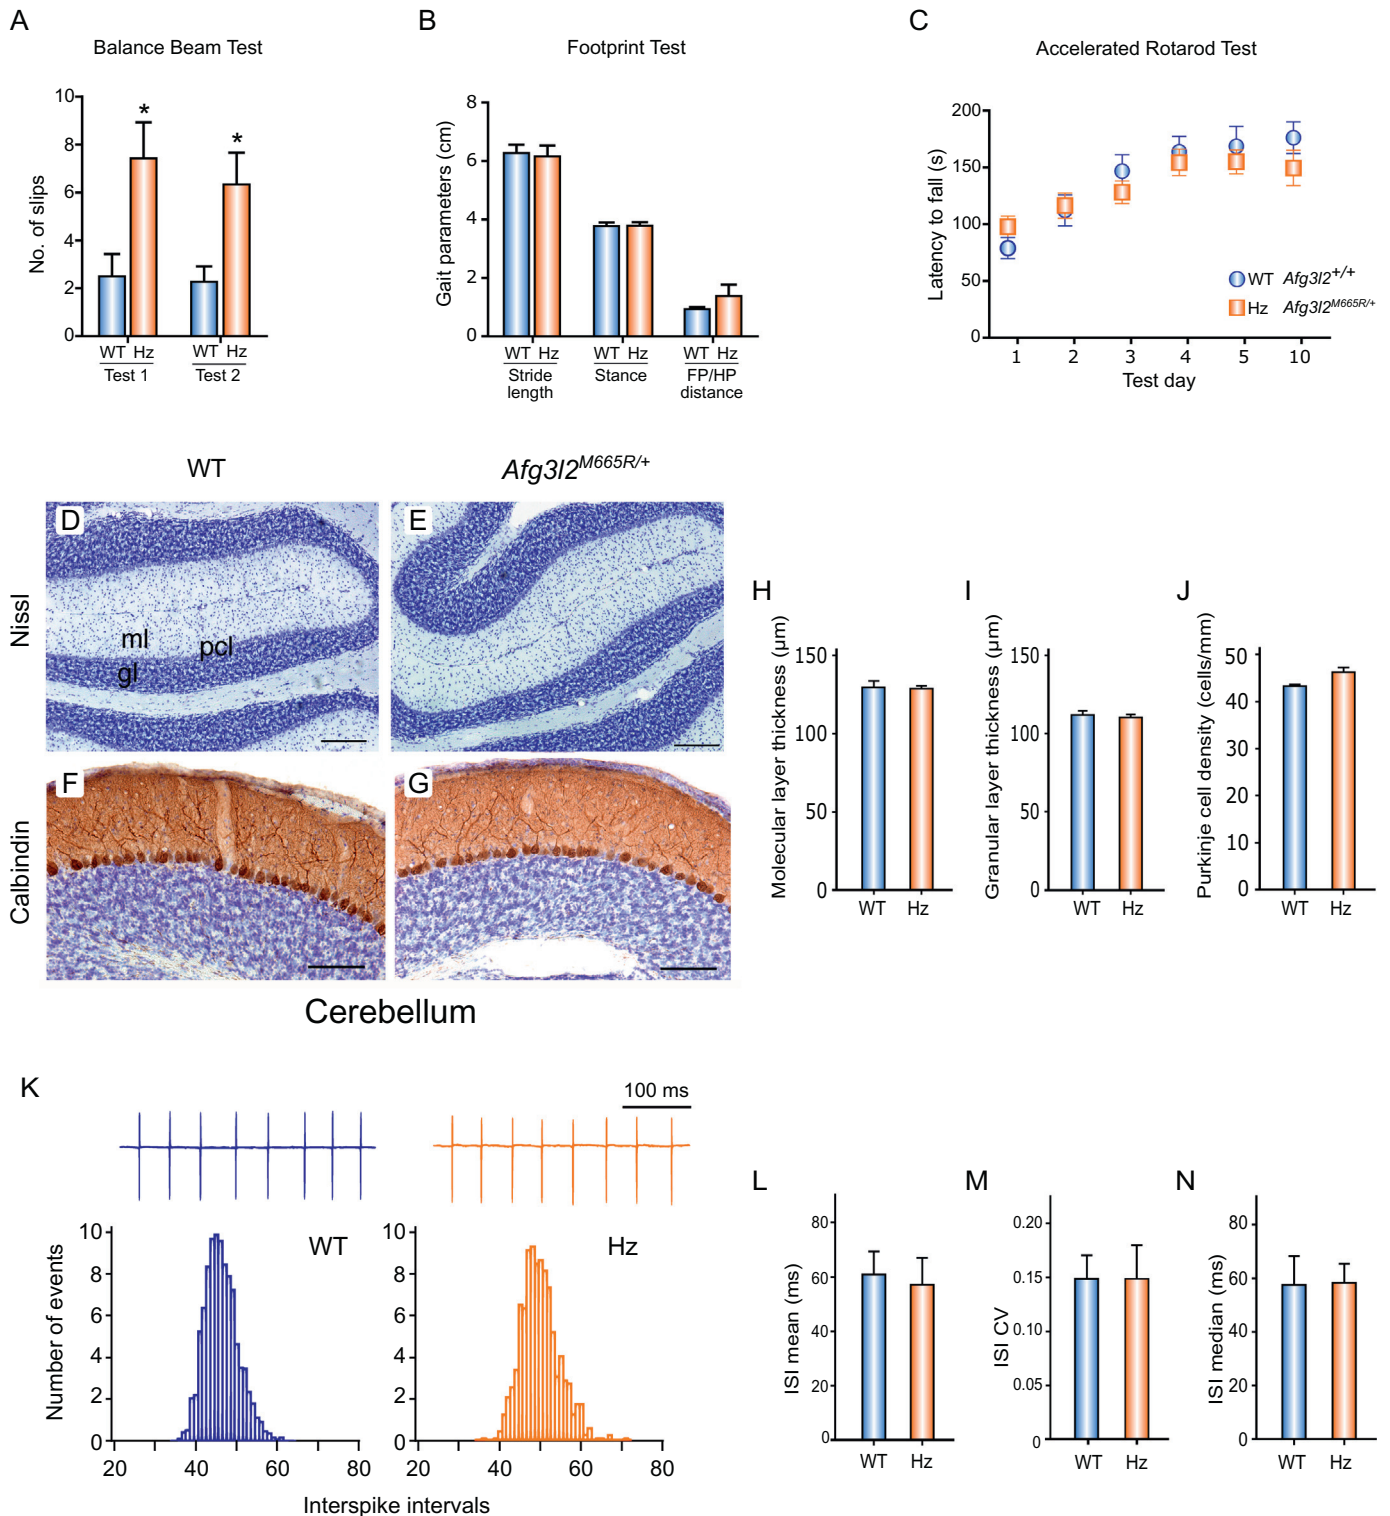 A
Balance Beam Test
No. of slips
10
8
6
4
2
0
*
*
WT Hz WT Hz
Test 1 Test 2
B
Footprint Test
Gait parameters (cm)
8
6
4
2
0
WT Hz WT Hz WT Hz
Stride length
Stance
FP/HP distance
C
Accelerated Rotarod Test
Latency to fall (s)
200
150
100
50
0
WT Afg3l2+/+
Hz Afg3l2M665R/+
1 2 3 4 5 10
Test day
WT
Afg3l2M665R/+
Nissl
D
ml
pcl
gl
E
Calbindin
F
G
Cerebellum
H
Molecular layer thickness (µm)
150
100
50
0
WT Hz
I
Granular layer thickness (µm)
150
100
50
0
WT Hz
J
Purkinje cell density (cells/mm)
50
40
30
20
10
0
WT Hz
K
100 ms
Number of events
10
8
6
4
2
0
WT
20 40 60 80
10
8
6
4
2
0
Hz
20 40 60 80
Interspike intervals
L
ISI mean (ms)
80
60
40
20
0
WT Hz
M
ISI CV
0.20
0.15
0.10
0.05
0
WT Hz
N
ISI median (ms)
80
60
40
20
0
WT Hz